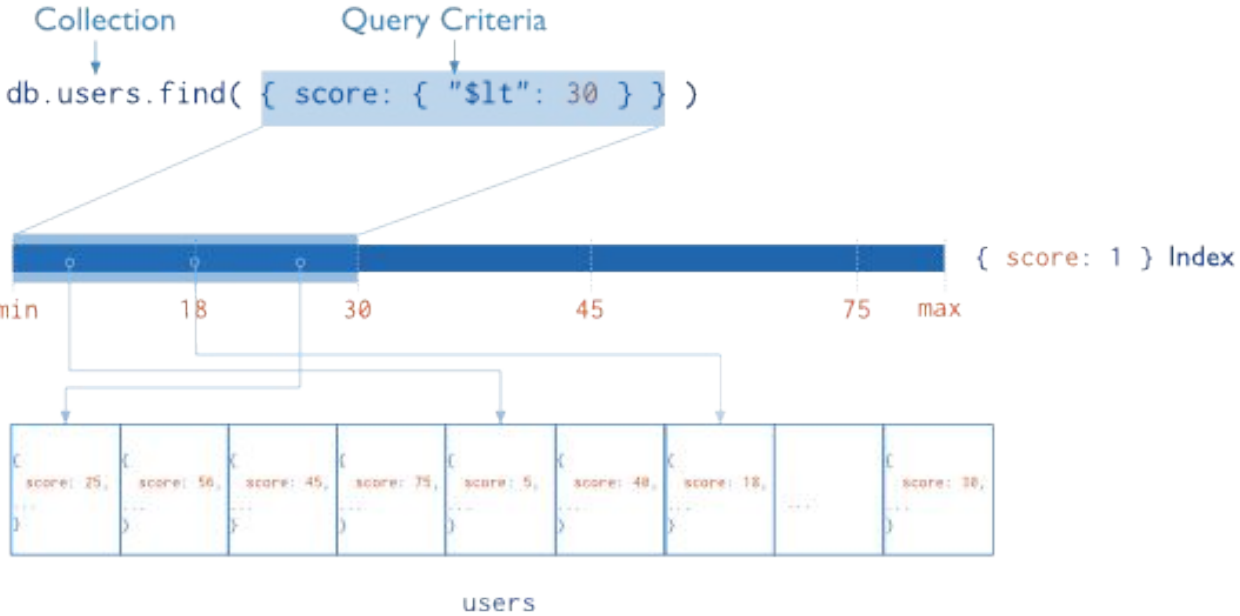 Collection Query Criteria
db.users.find( { score: { "$lt": 30 } } )
{ score: 1 } Index
min 18 30 45 75 max
{ { { { { { { {
score: 25, score: 56, score: 45, score: 75, score: 5, score: 40, score: 18, score: 30,
... ... ... ... ... ... ... .... ...
} } } } } } } }
users